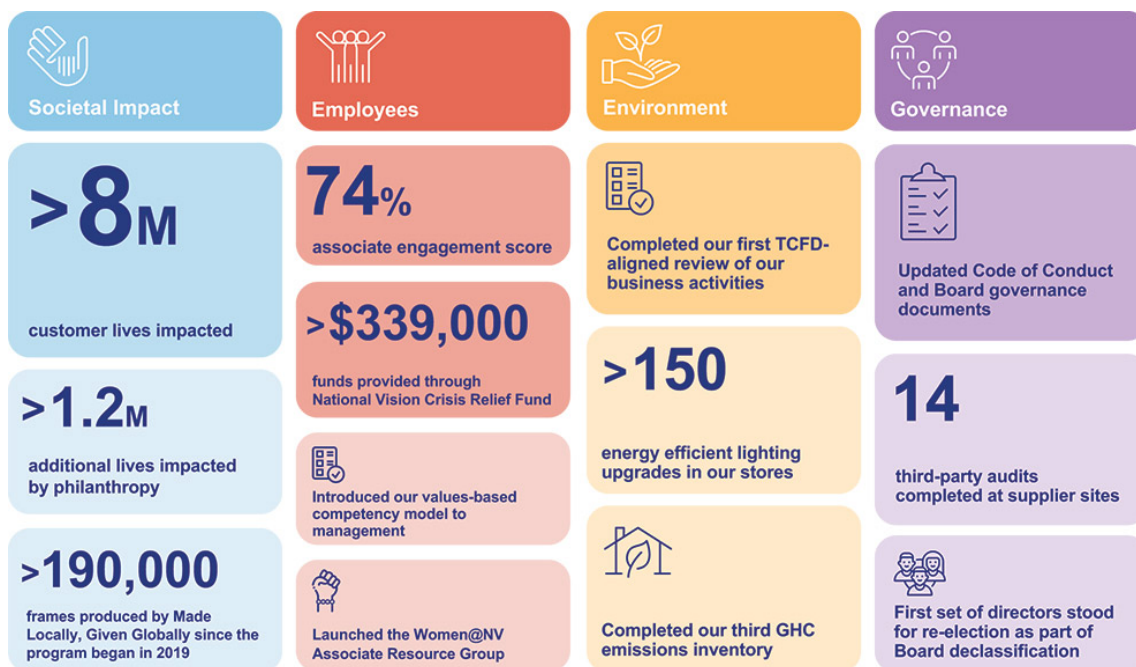 Societal Impact
>8M
customer lives impacted
>1.2M
additional lives impacted
by philanthropy
>190,000
frames produced by Made
Locally, Given Globally since the
program began in 2019
Employees
74%
associate engagement score
>$339,000
funds provided through
National Vision Crisis Relief Fund
Introduced our values-based
competency model to
management
Launched the Women@NV
Associate Resource Group
Environment
Completed our first TCFD-
aligned review of our
business activities
>150
energy efficient lighting
upgrades in our stores
Completed our third GHC
emissions inventory
Governance
Updated Code of Conduct
and Board governance
documents
14
third-party audits
completed at supplier sites
First set of directors stood
for re-election as part of
Board declassification